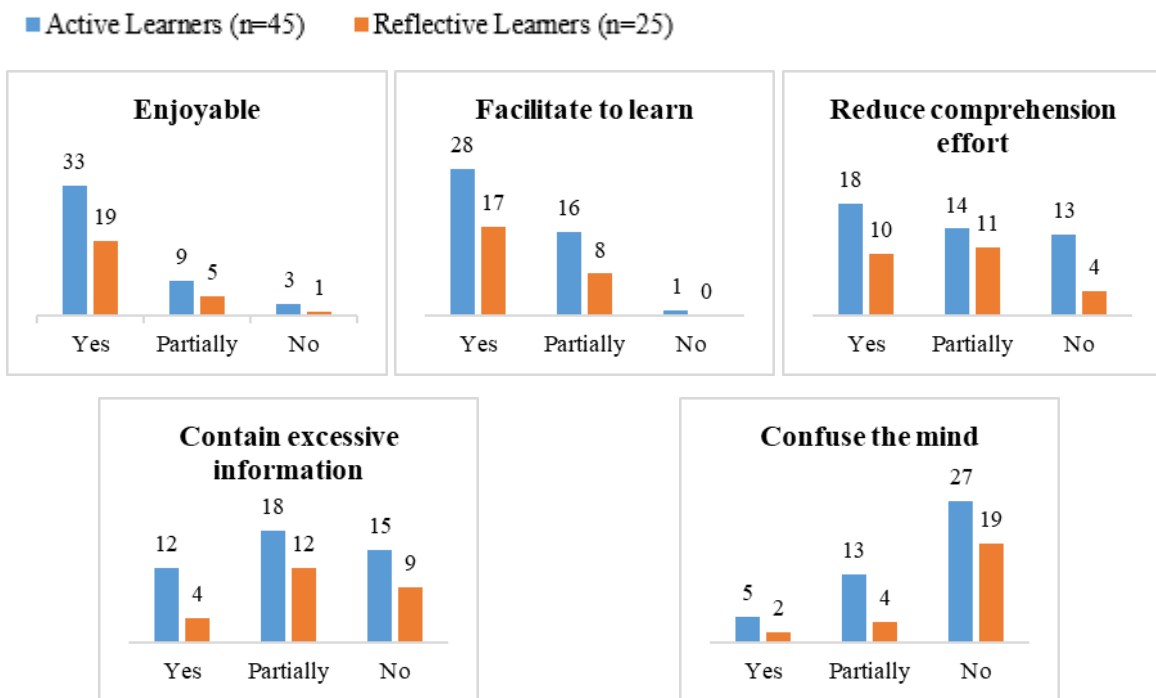 Active Learners (n=45) Reflective Learners (n=25)
Enjoyable
33
19
9
5
3
1
Yes Partially No
Facilitate to learn
28
17
16
8
1
0
Yes Partially No
Reduce comprehension
effort
18
10
14
11
13
4
Yes Partially No
Contain excessive
information
12
4
18
12
15
9
Yes Partially No
Confuse the mind
5
2
13
4
27
19
Yes Partially No